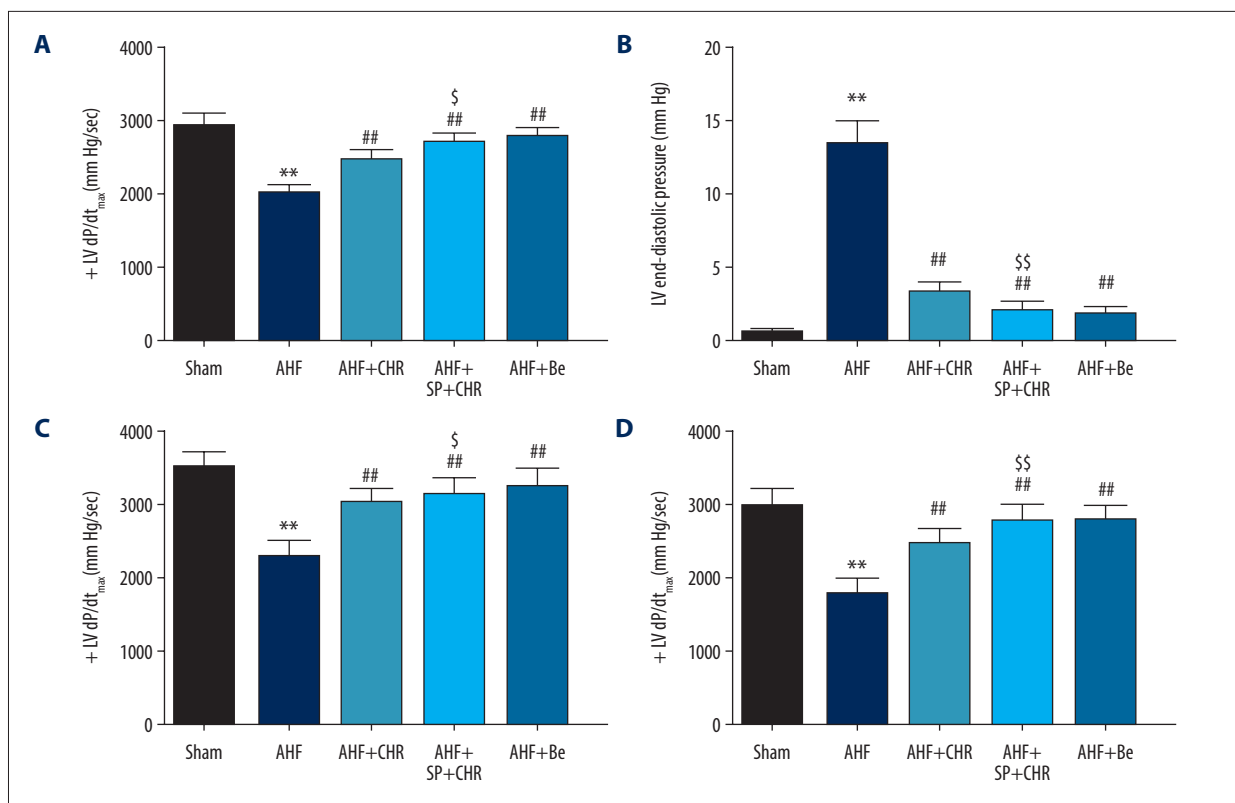 A
+ LV dP/dtmax (mm Hg/sec)
4000
3000
2000
1000
0
**
##
$
##
##
Sham
AHF
AHF+CHR
AHF+
SP+CHR
AHF+Be
B
LV end-diastolic pressure (mm Hg)
20
15
10
5
0
**
##
$$
##
##
Sham
AHF
AHF+CHR
AHF+
SP+CHR
AHF+Be
C
+ LV dP/dtmax (mm Hg/sec)
4000
3000
2000
1000
0
**
##
$
##
##
Sham
AHF
AHF+CHR
AHF+
SP+CHR
AHF+Be
D
+ LV dP/dtmax (mm Hg/sec)
4000
3000
2000
1000
0
**
##
$$
##
##
Sham
AHF
AHF+CHR
AHF+
SP+CHR
AHF+Be